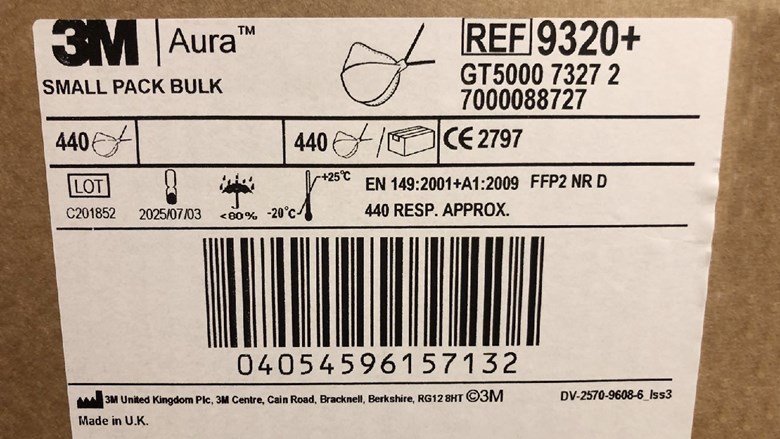 3M Aura™
SMALL PACK BULK
REF 9320+
GT5000 7327 2
7000088727
440
440 /
CE 2797
LOT
C201852
2025/07/03
<80%
-20°C
+25°C
EN 149:2001+A1:2009 FFP2 NR D
440 RESP. APPROX.
04054596157132
3M United Kingdom Plc, 3M Centre, Cain Road, Bracknell, Berkshire, RG12 8HT ©3M
DV-2570-9608-6_Iss3
Made in U.K.